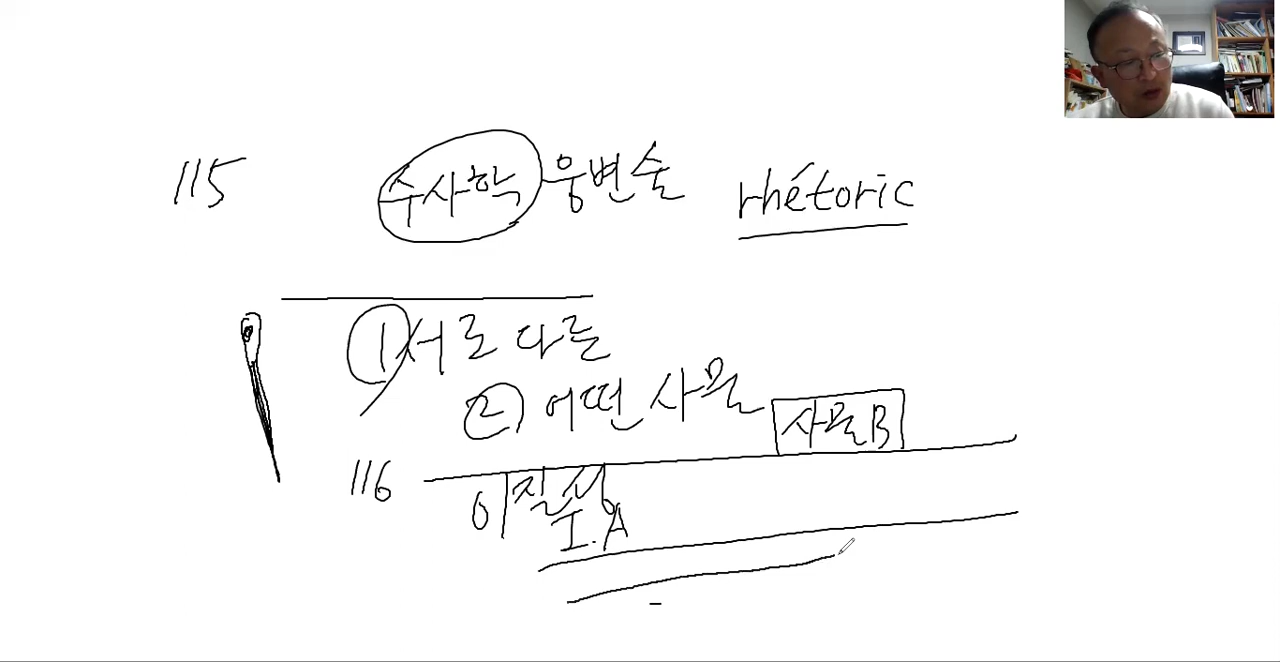 115 수사학 웅변술 rhétoric
① 서로 다른
② 어떤 사물 사물B
116 이질성
I.A